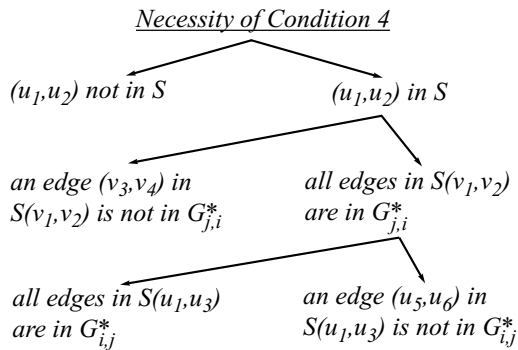 Necessity of Condition 4
(u₁,u₂) not in S
(u₁,u₂) in S
an edge (v₃,v₄) in
S(v₁,v₂) is not in G*ⱼ,ᵢ
all edges in S(v₁,v₂)
are in G*ⱼ,ᵢ
all edges in S(u₁,u₃)
are in G*ᵢ,ⱼ
an edge (u₅,u₆) in
S(u₁,u₃) is not in G*ᵢ,ⱼ